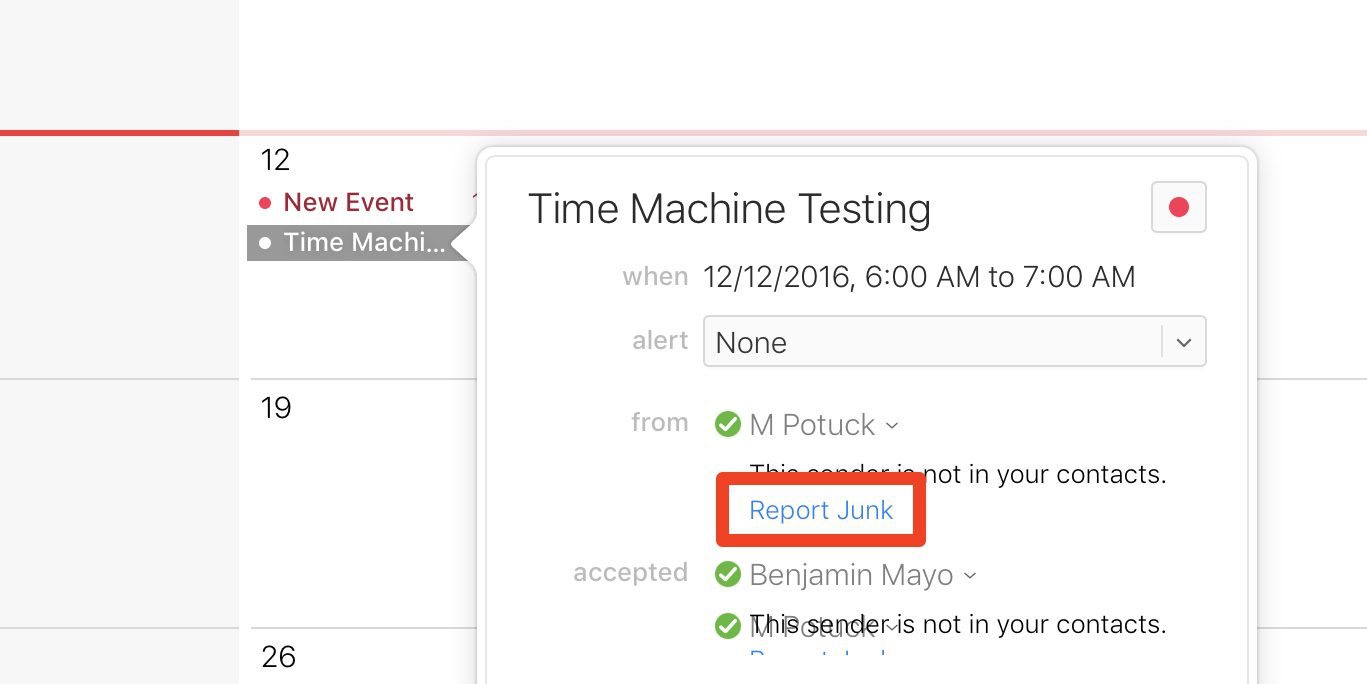 12
New Event
Time Machi...
Time Machine Testing
when 12/12/2016, 6:00 AM to 7:00 AM
alert None
19
from M Potuck
This sender is not in your contacts.
Report Junk
accepted Benjamin Mayo
This sender is not in your contacts.
M Potuck
26